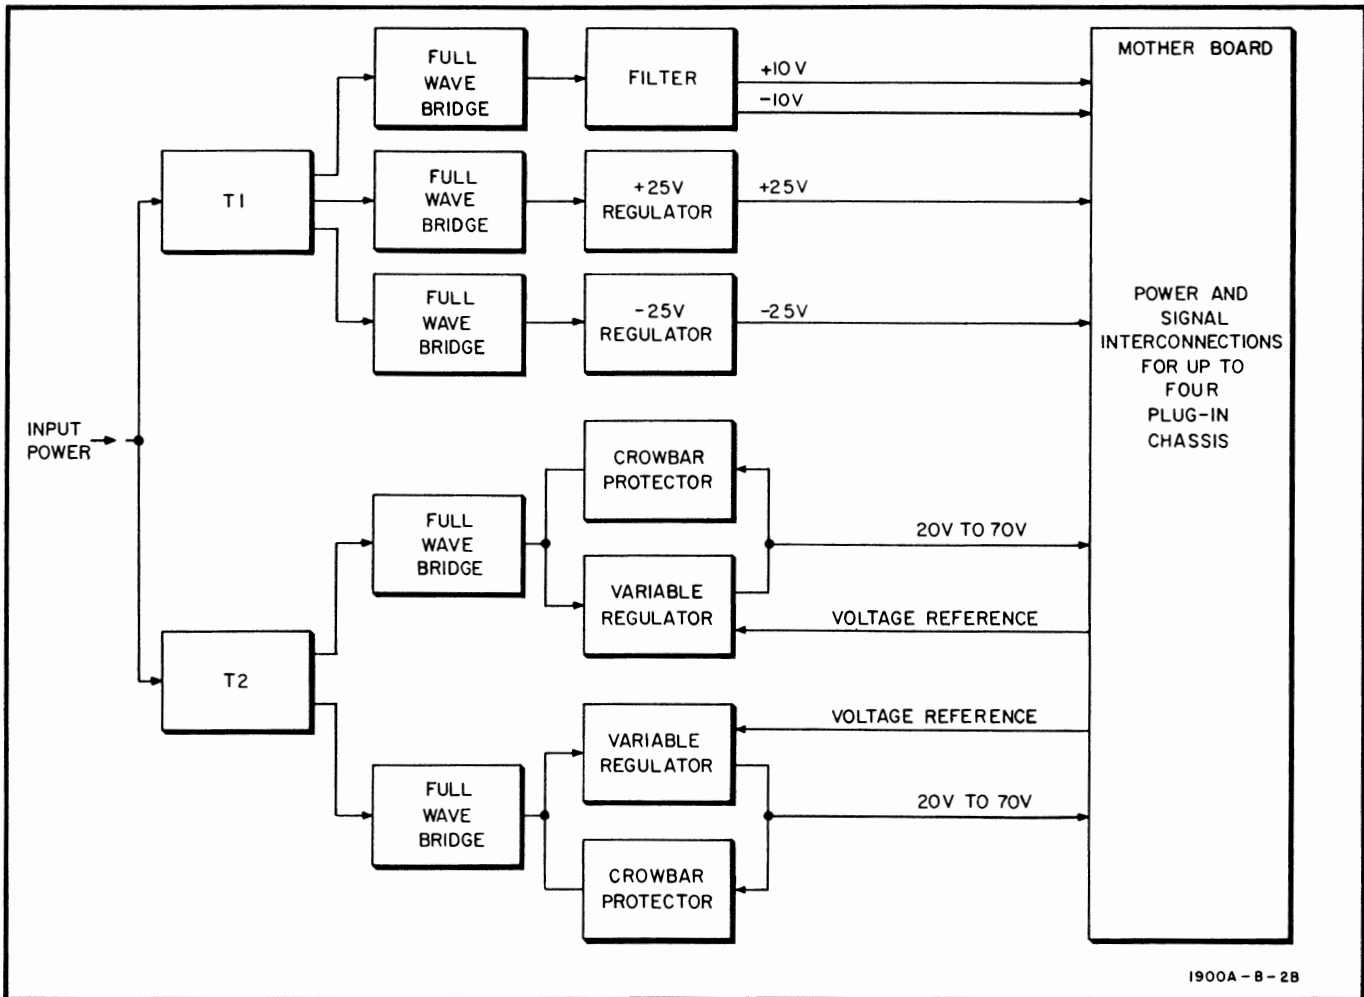 FULL
WAVE
BRIDGE
FILTER
+10V
-10V
MOTHER BOARD
T1
FULL
WAVE
BRIDGE
+25V
REGULATOR
+25V
FULL
WAVE
BRIDGE
-25V
REGULATOR
-25V
POWER AND
SIGNAL
INTERCONNECTIONS
FOR UP TO
FOUR
PLUG-IN
CHASSIS
INPUT
POWER
CROWBAR
PROTECTOR
FULL
WAVE
BRIDGE
20V TO 70V
VARIABLE
REGULATOR
VOLTAGE REFERENCE
T2
VARIABLE
REGULATOR
VOLTAGE REFERENCE
FULL
WAVE
BRIDGE
20V TO 70V
CROWBAR
PROTECTOR
1900A-B-2B